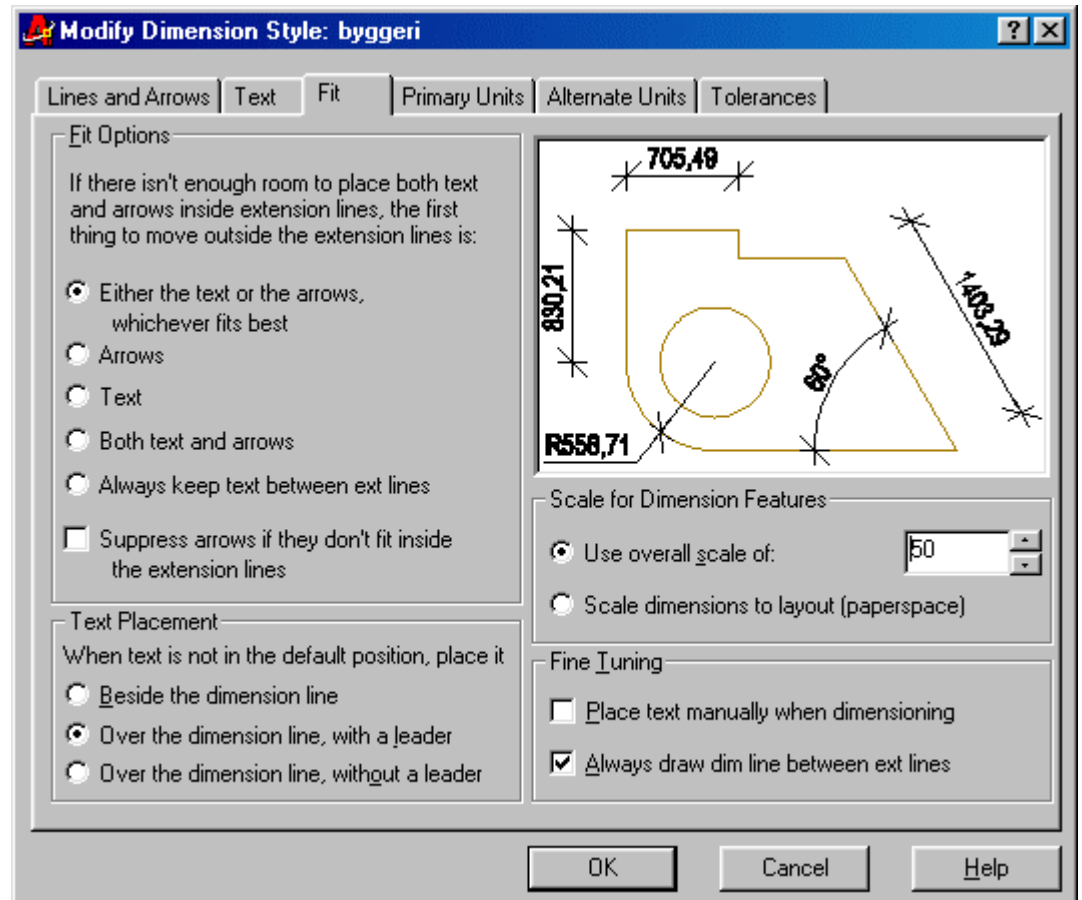 Modify Dimension Style: byggeri
Lines and Arrows
Text
Fit
Primary Units
Alternate Units
Tolerances
Fit Options
If there isn't enough room to place both text
and arrows inside extension lines, the first
thing to move outside the extension lines is:
Either the text or the arrows,
whichever fits best
Arrows
Text
Both text and arrows
Always keep text between ext lines
Suppress arrows if they don't fit inside
the extension lines
Text Placement
When text is not in the default position, place it
Beside the dimension line
Over the dimension line, with a leader
Over the dimension line, without a leader
705,49
830,21
1403,29
60°
R558,71
Scale for Dimension Features
Use overall scale of:
50
Scale dimensions to layout (paperspace)
Fine Tuning
Place text manually when dimensioning
Always draw dim line between ext lines
OK
Cancel
Help